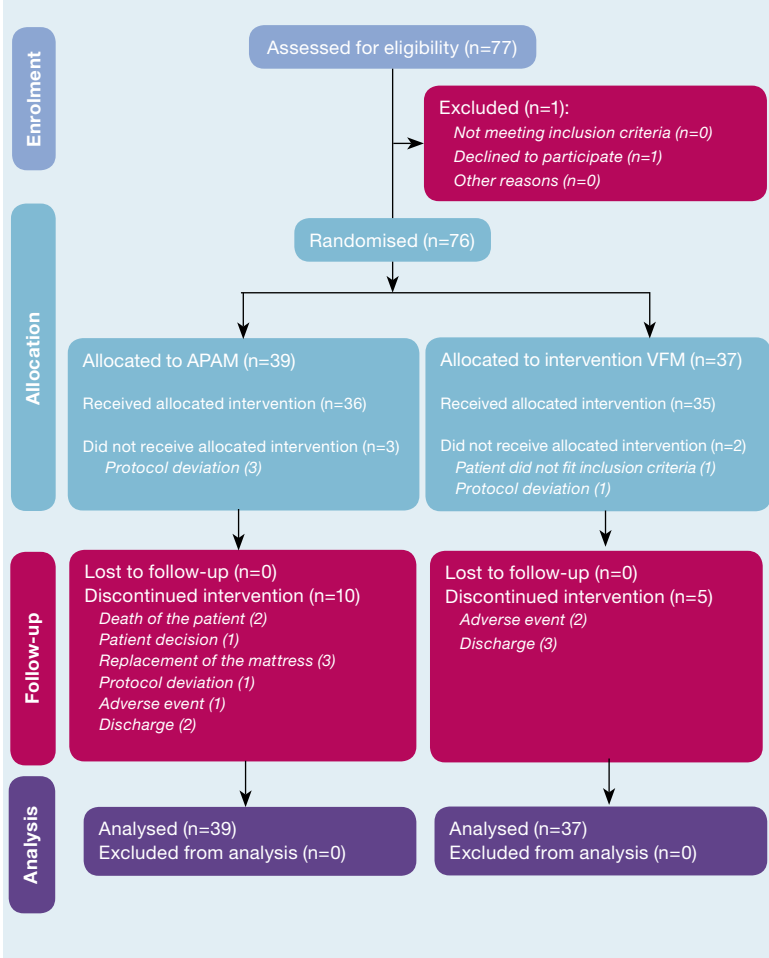 Enrolment
Assessed for eligibility (n=77)
Excluded (n=1):
Not meeting inclusion criteria (n=0)
Declined to participate (n=1)
Other reasons (n=0)
Randomised (n=76)
Allocation
Allocated to APAM (n=39)
Received allocated intervention (n=36)
Did not receive allocated intervention (n=3)
Protocol deviation (3)
Allocated to intervention VFM (n=37)
Received allocated intervention (n=35)
Did not receive allocated intervention (n=2)
Patient did not fit inclusion criteria (1)
Protocol deviation (1)
Follow-up
Lost to follow-up (n=0)
Discontinued intervention (n=10)
Death of the patient (2)
Patient decision (1)
Replacement of the mattress (3)
Protocol deviation (1)
Adverse event (1)
Discharge (2)
Lost to follow-up (n=0)
Discontinued intervention (n=5)
Adverse event (2)
Discharge (3)
Analysis
Analysed (n=39)
Excluded from analysis (n=0)
Analysed (n=37)
Excluded from analysis (n=0)